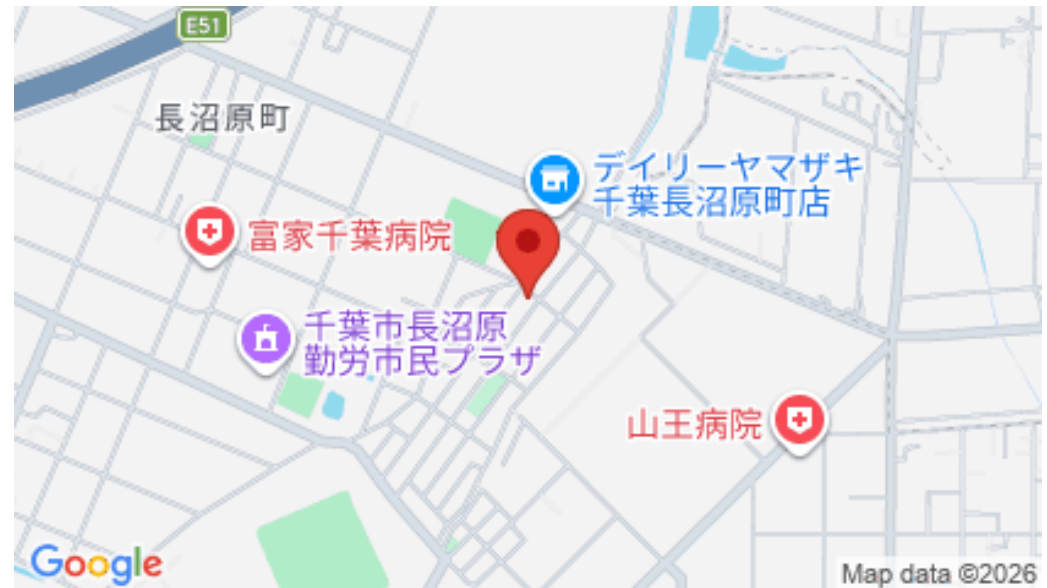 E51
長沼原町
デイリーヤマザキ
千葉長沼原町店
富家千葉病院
千葉市長沼原
勤労市民プラザ
山王病院
Google
Map data ©2026